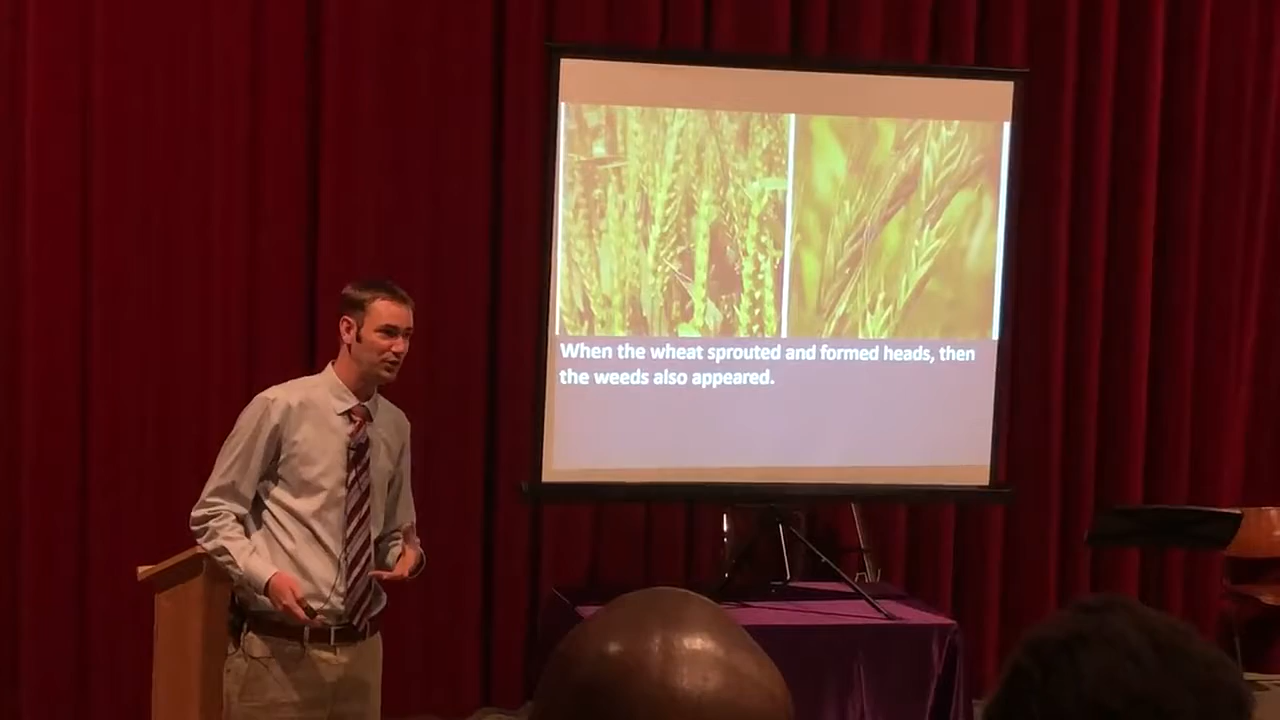 When the wheat sprouted and formed heads, then
the weeds also appeared.